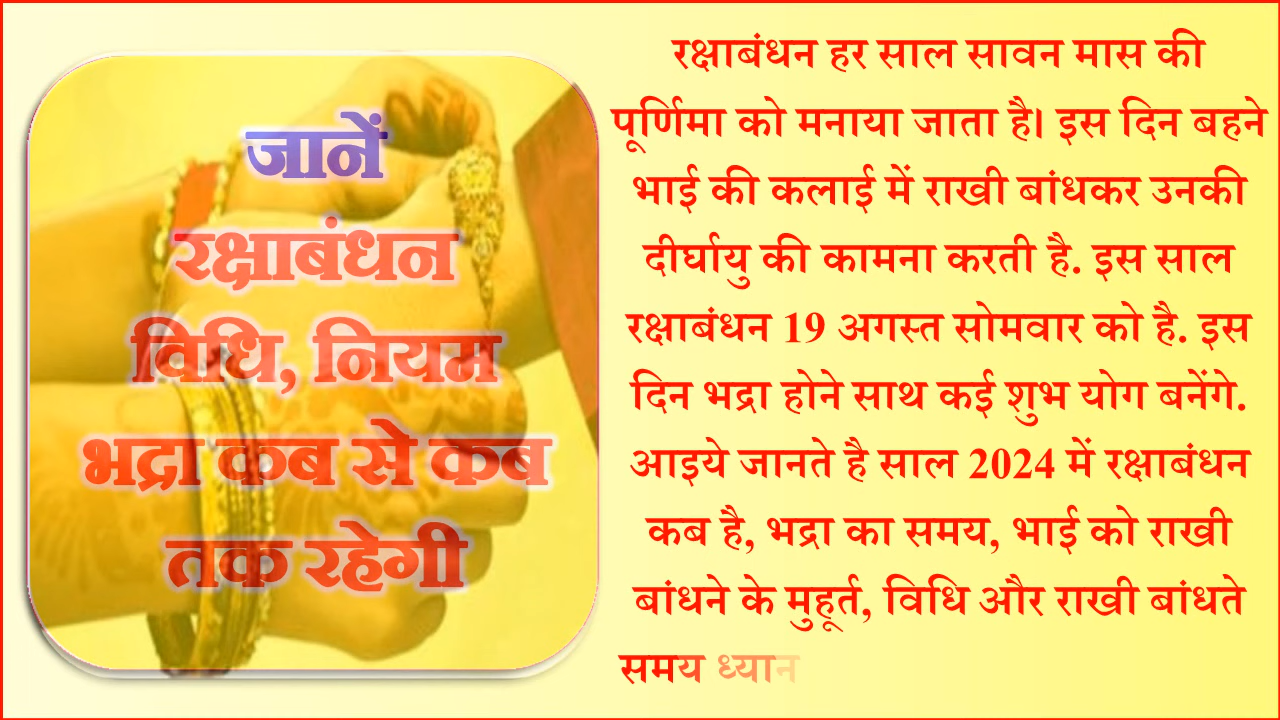 जानें
रक्षाबंधन
विधि, नियम
भद्रा कब से कब
तक रहेगी
रक्षाबंधन हर साल सावन मास की
पूर्णिमा को मनाया जाता है। इस दिन बहने
भाई की कलाई में राखी बांधकर उनकी
दीर्घायु की कामना करती है. इस साल
रक्षाबंधन 19 अगस्त सोमवार को है. इस
दिन भद्रा होने साथ कई शुभ योग बनेंगे.
आइये जानते है साल 2024 में रक्षाबंधन
कब है, भद्रा का समय, भाई को राखी
बांधने के मुहूर्त, विधि और राखी बांधते
समय ध्यान